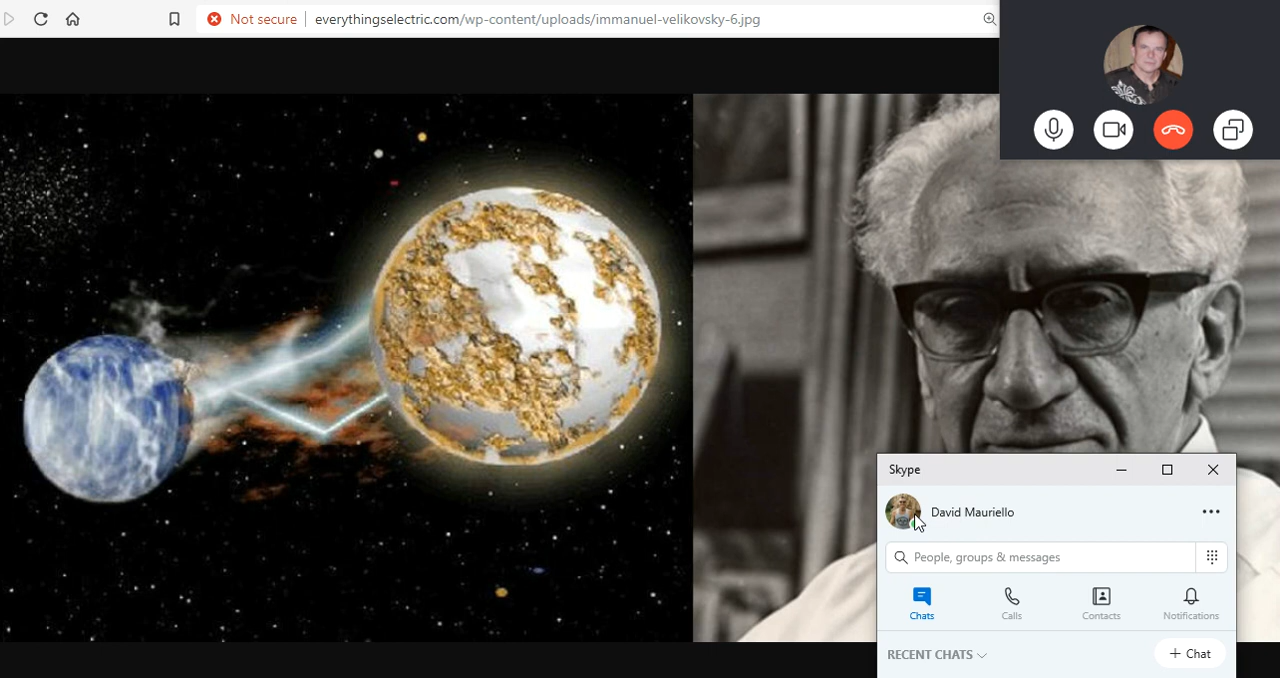 Not secure everythingselectric.com/wp-content/uploads/immanuel-velikovsky-6.jpg
Skype
David Mauriello
People, groups & messages
Chats Calls Contacts Notifications
RECENT CHATS + Chat